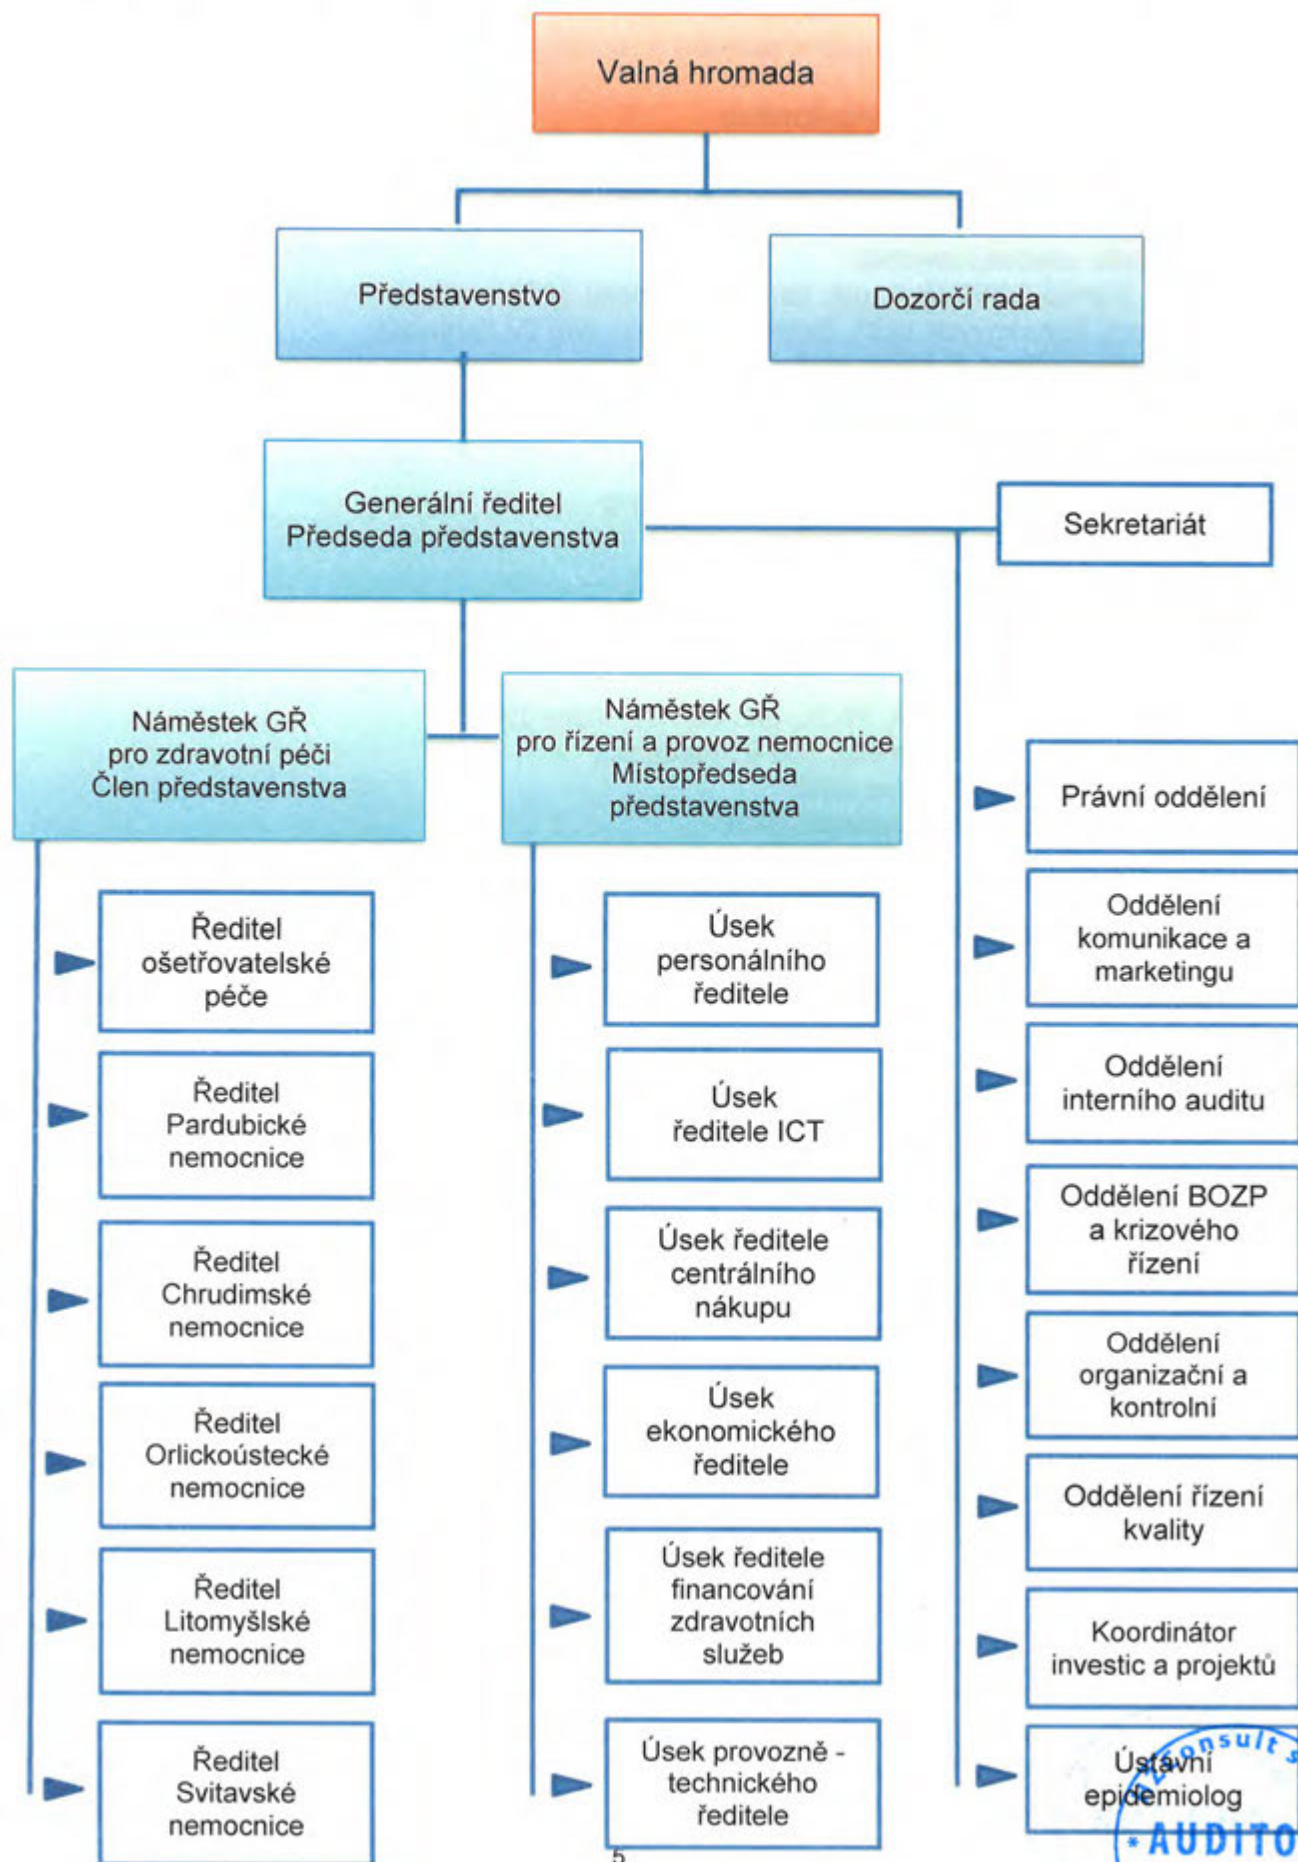 Valná hromada
Představenstvo
Dozorčí rada
Generální ředitel
Předseda představenstva
Sekretariát
Náměstek GŘ
pro zdravotní péči
Člen představenstva
Náměstek GŘ
pro řízení a provoz nemocnice
Místopředseda
představenstva
Ředitel
ošetřovatelské
péče
Ředitel
Pardubické
nemocnice
Ředitel
Chrudimské
nemocnice
Ředitel
Orlickoústecké
nemocnice
Ředitel
Litomyšlské
nemocnice
Ředitel
Svitavské
nemocnice
Úsek
personálního
ředitele
Úsek
ředitele ICT
Úsek ředitele
centrálního
nákupu
Úsek
ekonomického
ředitele
Úsek ředitele
financování
zdravotních
služeb
Úsek provozně -
technického
ředitele
Právní oddělení
Oddělení
komunikace a
marketingu
Oddělení
interního auditu
Oddělení BOZP
a krizového
řízení
Oddělení
organizační a
kontrolní
Oddělení řízení
kvality
Koordinátor
investic a projektů
Ústavní
epidemiolog
* AUDITO
5